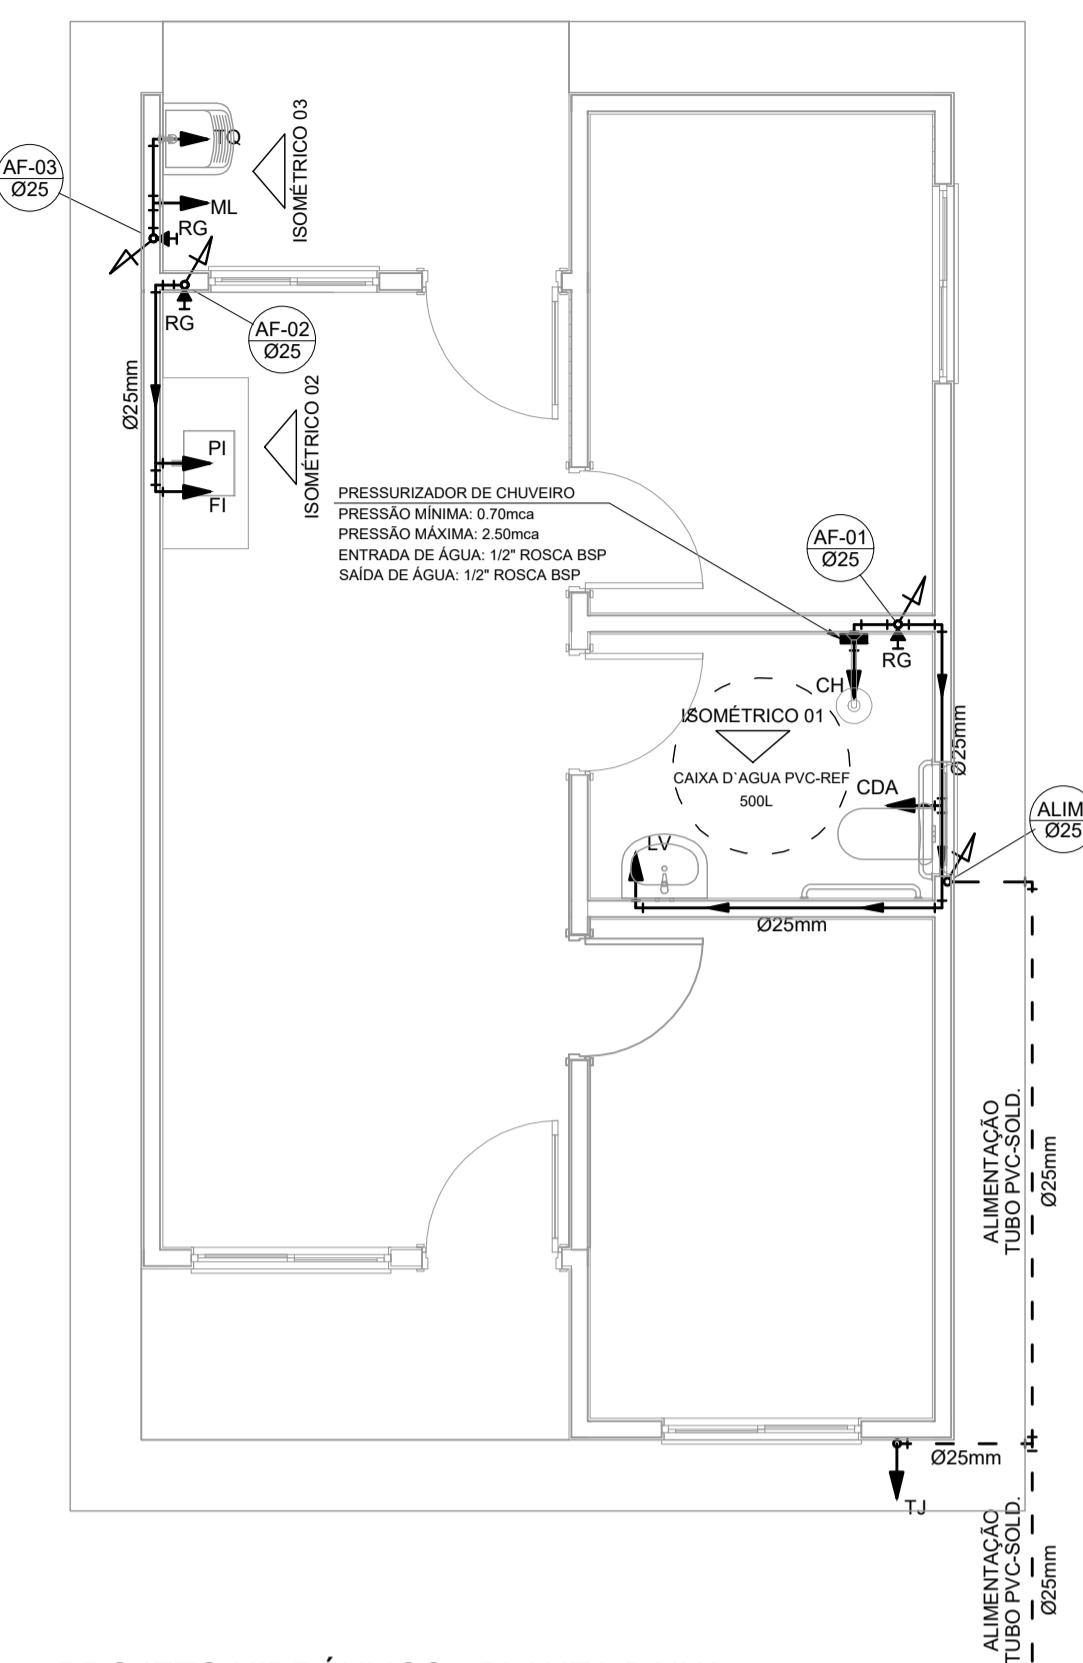 TQ
ISOMÉTRICO 03
AF-03
Ø25
ML
RG
RG
AF-02
Ø25
Ø25mm
ISOMÉTRICO 02
PI
FI
PRESSURIZADOR DE CHUVEIRO
PRESSÃO MÍNIMA: 0.70mca
PRESSÃO MÁXIMA: 2.50mca
ENTRADA DE ÁGUA: 1/2" ROSCA BSP
SAÍDA DE ÁGUA: 1/2" ROSCA BSP
AF-01
Ø25
RG
CH
ISOMÉTRICO 01
Ø25mm
CAIXA D`AGUA PVC-REF
500L
CDA
ALIM
Ø25
LV
Ø25mm
ALIMENTAÇÃO
TUBO PVC-SOLD.
Ø25mm
Ø25mm
TJ
ALIMENTAÇÃO
TUBO PVC-SOLD.
Ø25mm